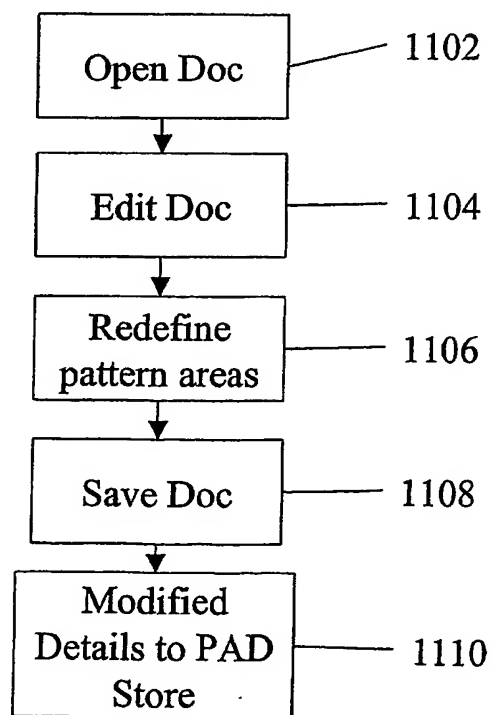 Open Doc
1102
Edit Doc
1104
Redefine
pattern areas
1106
Save Doc
1108
Modified
Details to PAD
Store
1110